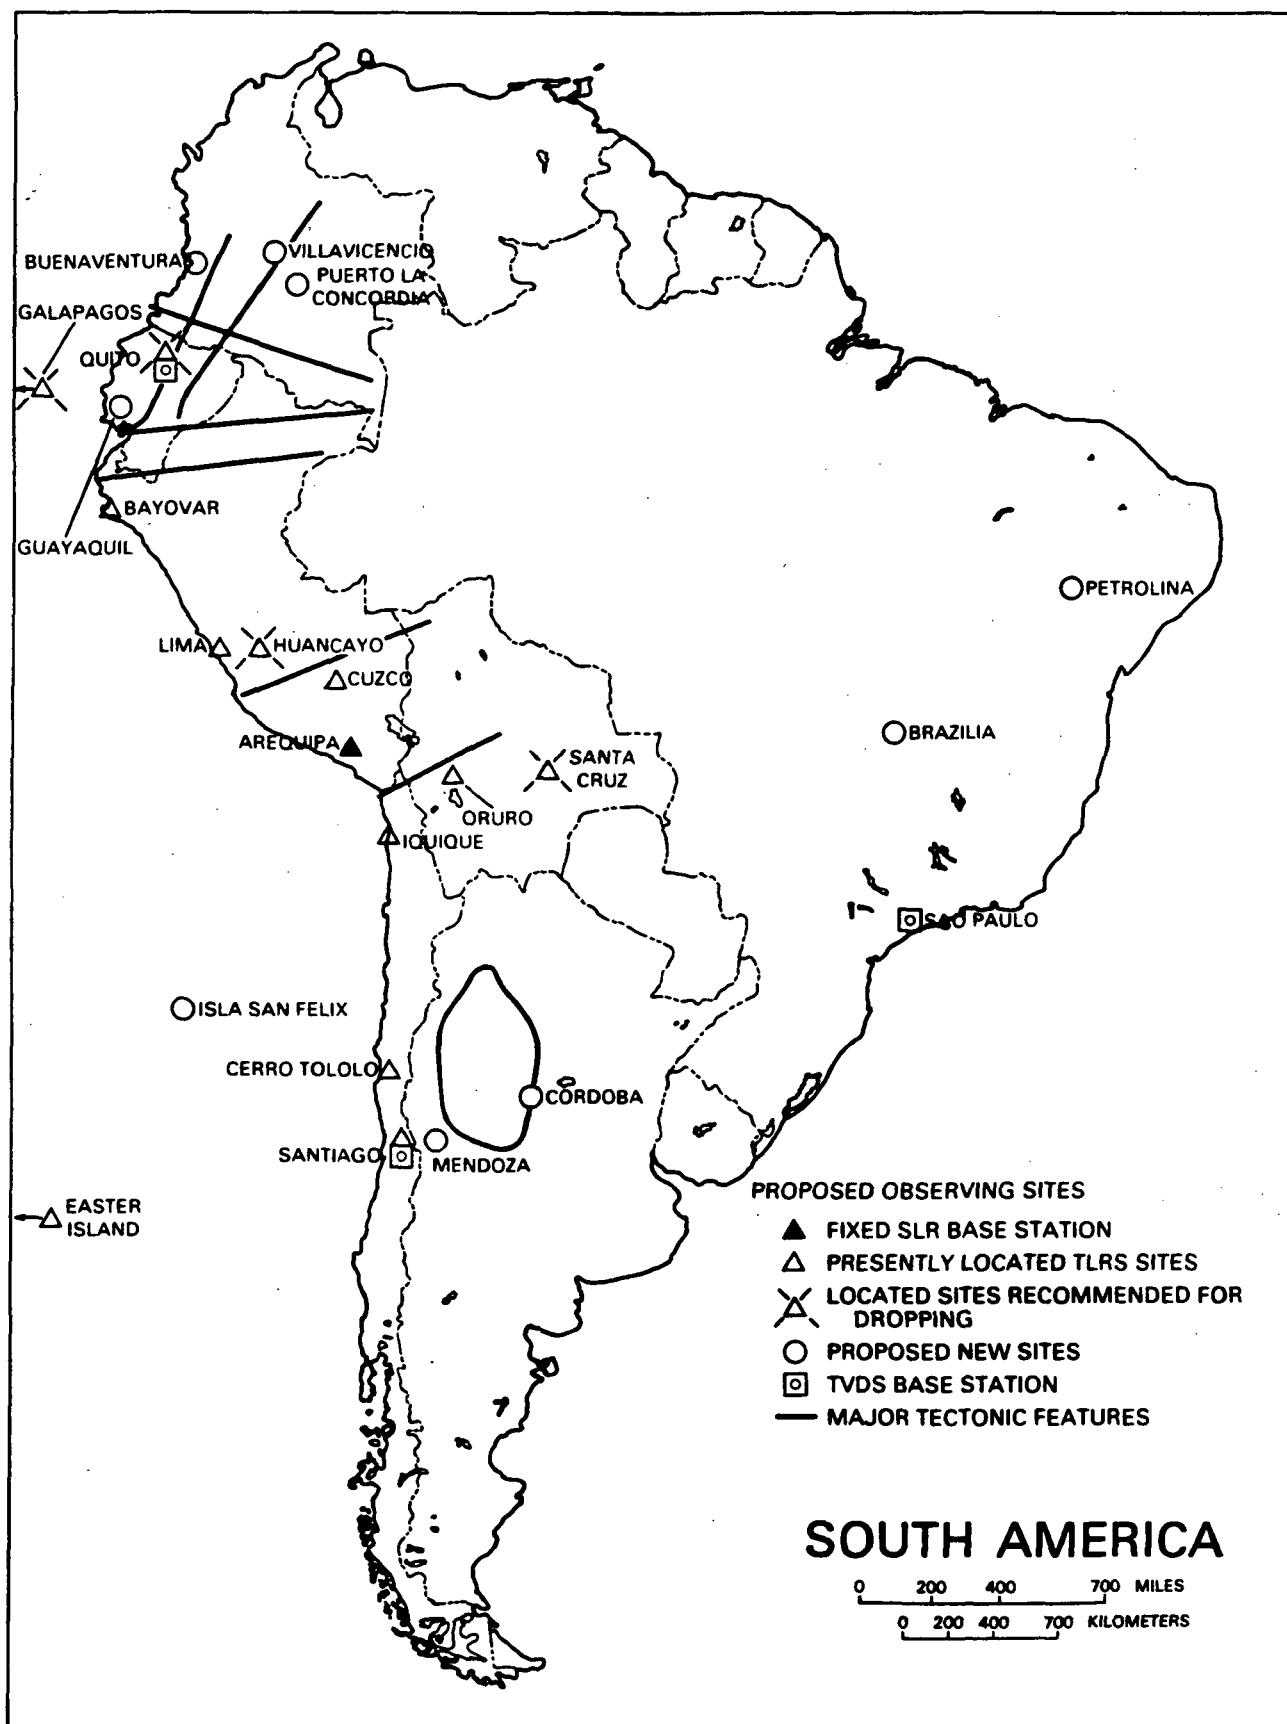 BUENAVENTURA
VILLAVICENCIO
PUERTO LA
CONCORDIA
GALAPAGOS
QUITO
BAYOVAR
GUAYAQUIL
PETROLINA
LIMA
HUANCAYO
CUZCO
BRAZILIA
AREQUIPA
SANTA
CRUZ
ORURO
IQUIQUE
SAO PAULO
ISLA SAN FELIX
CERRO TOLOLO
CORDOBA
SANTIAGO
MENDOZA
EASTER
ISLAND
PROPOSED OBSERVING SITES
FIXED SLR BASE STATION
PRESENTLY LOCATED TLRS SITES
LOCATED SITES RECOMMENDED FOR
DROPPING
PROPOSED NEW SITES
TVDS BASE STATION
MAJOR TECTONIC FEATURES
SOUTH AMERICA
0 200 400 700 MILES
0 200 400 700 KILOMETERS